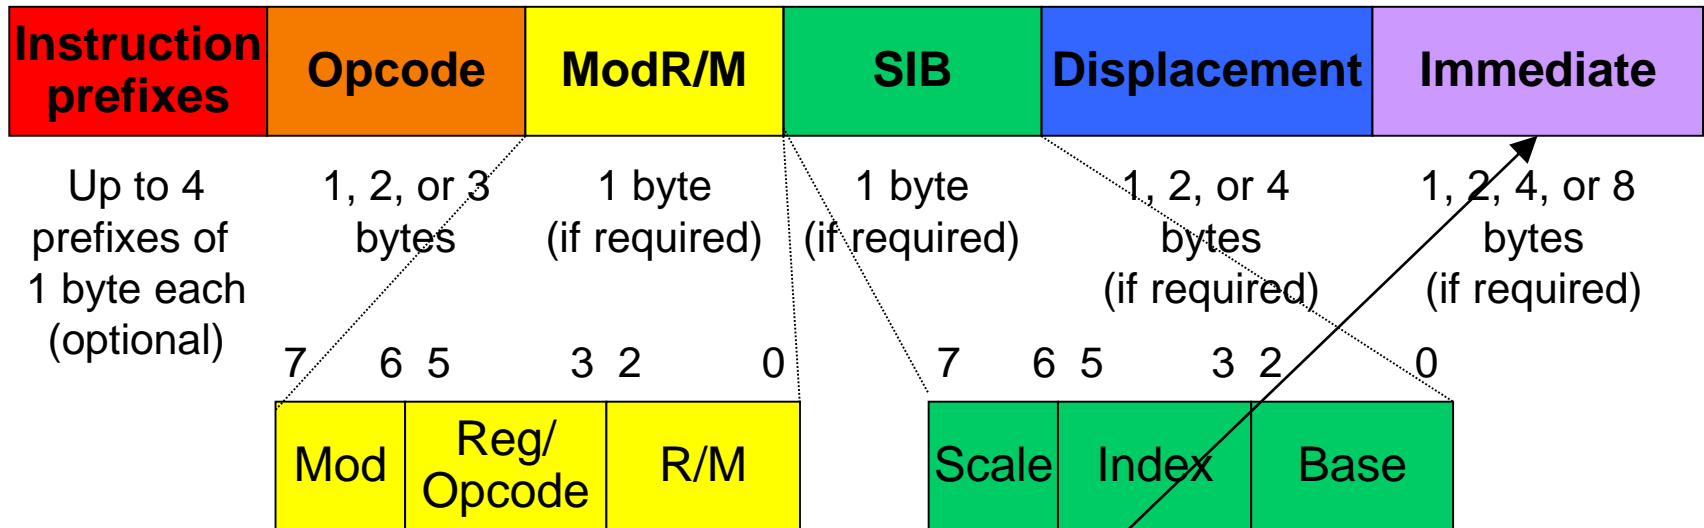 Instruction prefixes
Opcode
ModR/M
SIB
Displacement
Immediate
Up to 4
prefixes of
1 byte each
(optional)
1, 2, or 3
bytes
1 byte
(if required)
1 byte
(if required)
1, 2, or 4
bytes
(if required)
1, 2, 4, or 8
bytes
(if required)
7 6 5 3 2 0
Mod
Reg/
Opcode
R/M
7 6 5 3 2 0
Scale
Index
Base